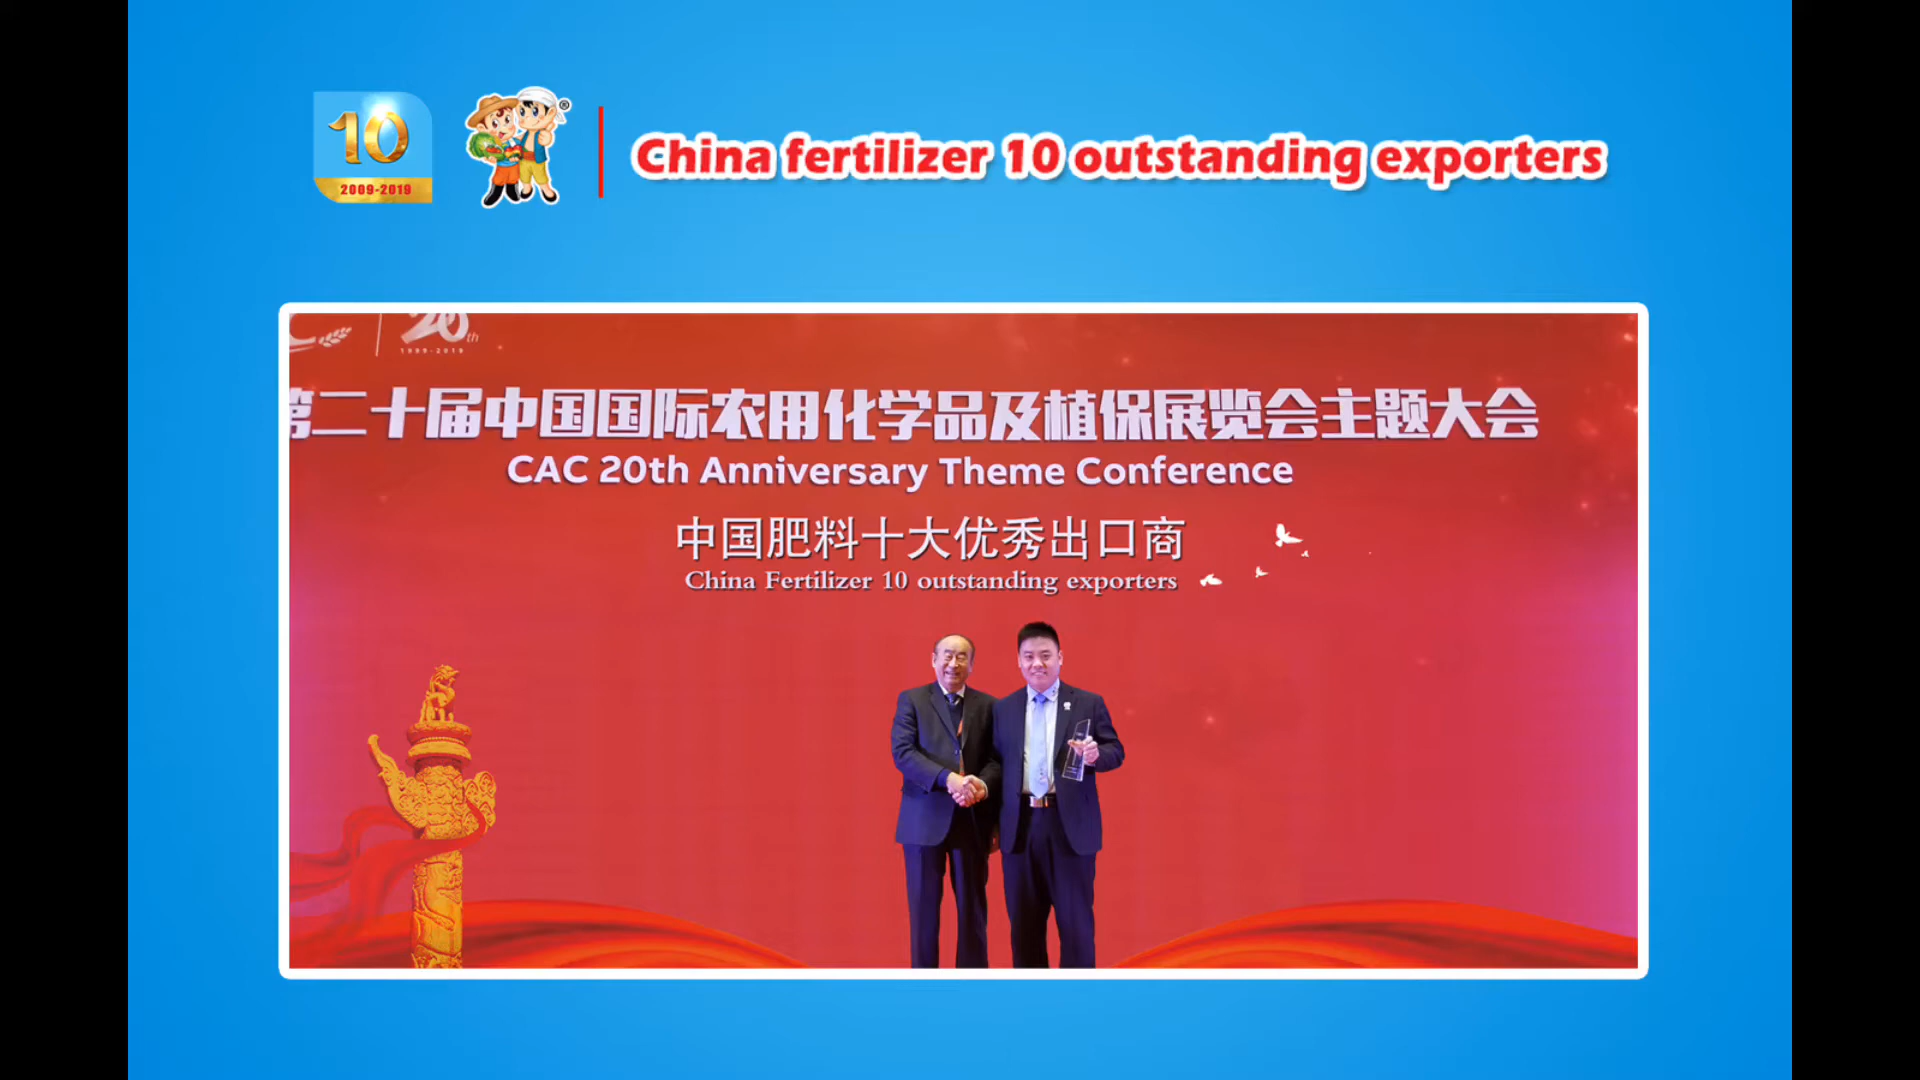 10
2009-2019
®
China fertilizer 10 outstanding exporters
20th
1999-2019
第二十届中国国际农用化学品及植保展览会主题大会
CAC 20th Anniversary Theme Conference
中国肥料十大优秀出口商
China Fertilizer 10 outstanding exporters